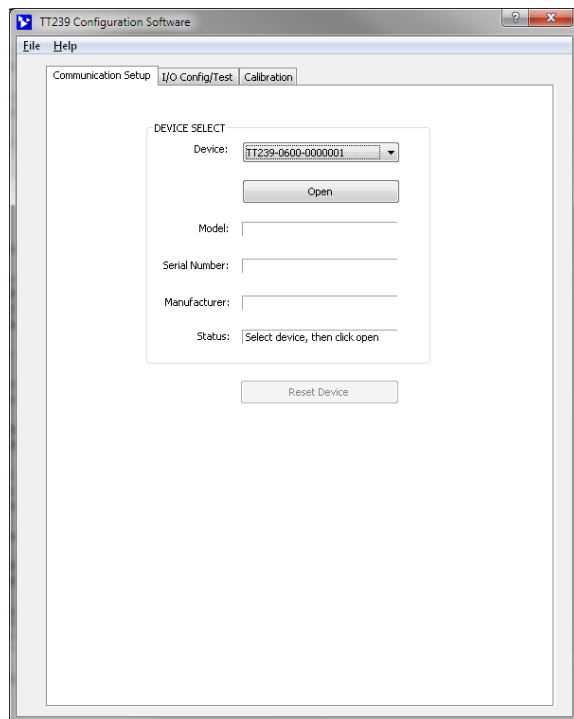 TT239 Configuration Software
File Help
Communication Setup I/O Config/Test Calibration
DEVICE SELECT
Device: TT239-0600-0000001
Open
Model:
Serial Number:
Manufacturer:
Status: Select device, then click open
Reset Device